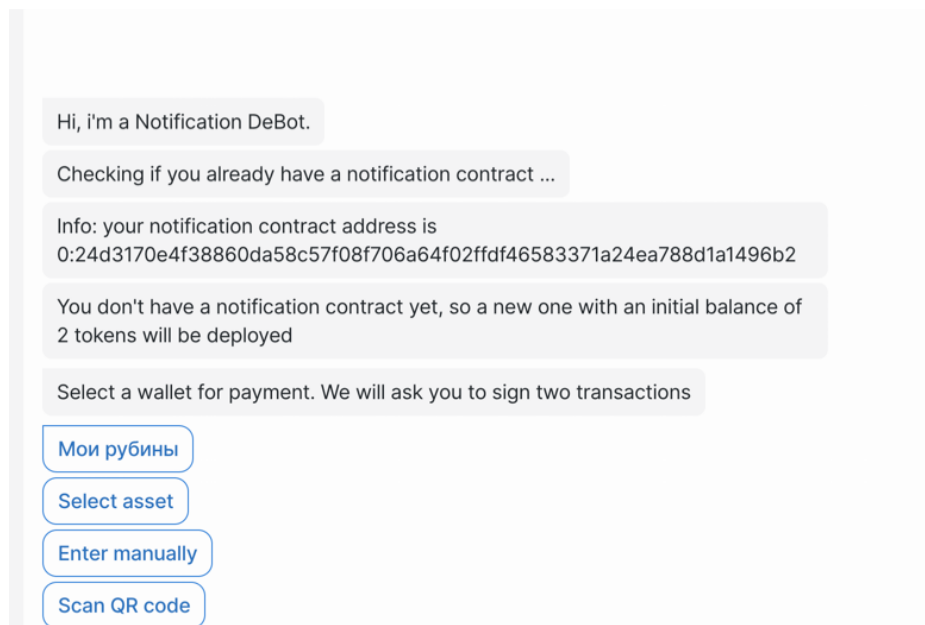 Hi, i'm a Notification DeBot.
Checking if you already have a notification contract ...
Info: your notification contract address is
0:24d3170e4f38860da58c57f08f706a64f02ffdf46583371a24ea788d1a1496b2
You don't have a notification contract yet, so a new one with an initial balance of
2 tokens will be deployed
Select a wallet for payment. We will ask you to sign two transactions
Мои рубины
Select asset
Enter manually
Scan QR code